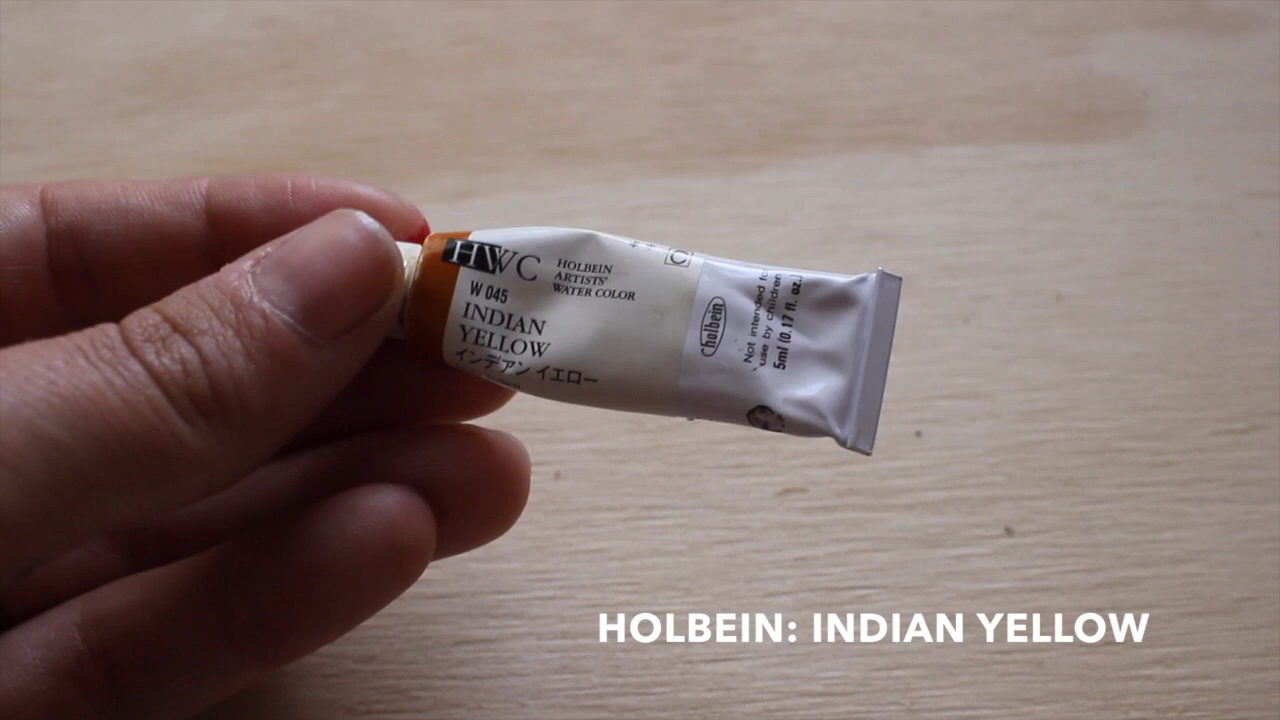 HWC
HOLBEIN
ARTISTS'
WATER COLOR
W 045
INDIAN
YELLOW
インデアン イエロー
C
holbein
Not intended for
use by children.
5ml (0.17 fl. oz.)
HOLBEIN: INDIAN YELLOW